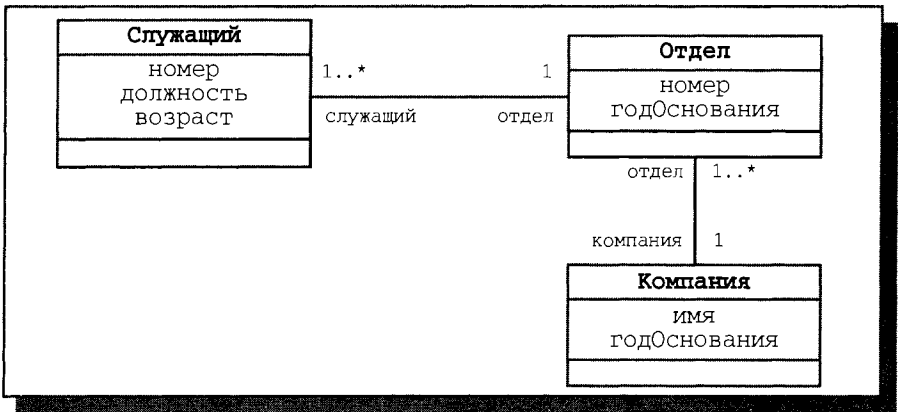 Служащий
номер
должность
возраст
1..*
1
служащий
отдел
Отдел
номер
годОснования
отдел
1..*
компания
1
Компания
имя
годОснования